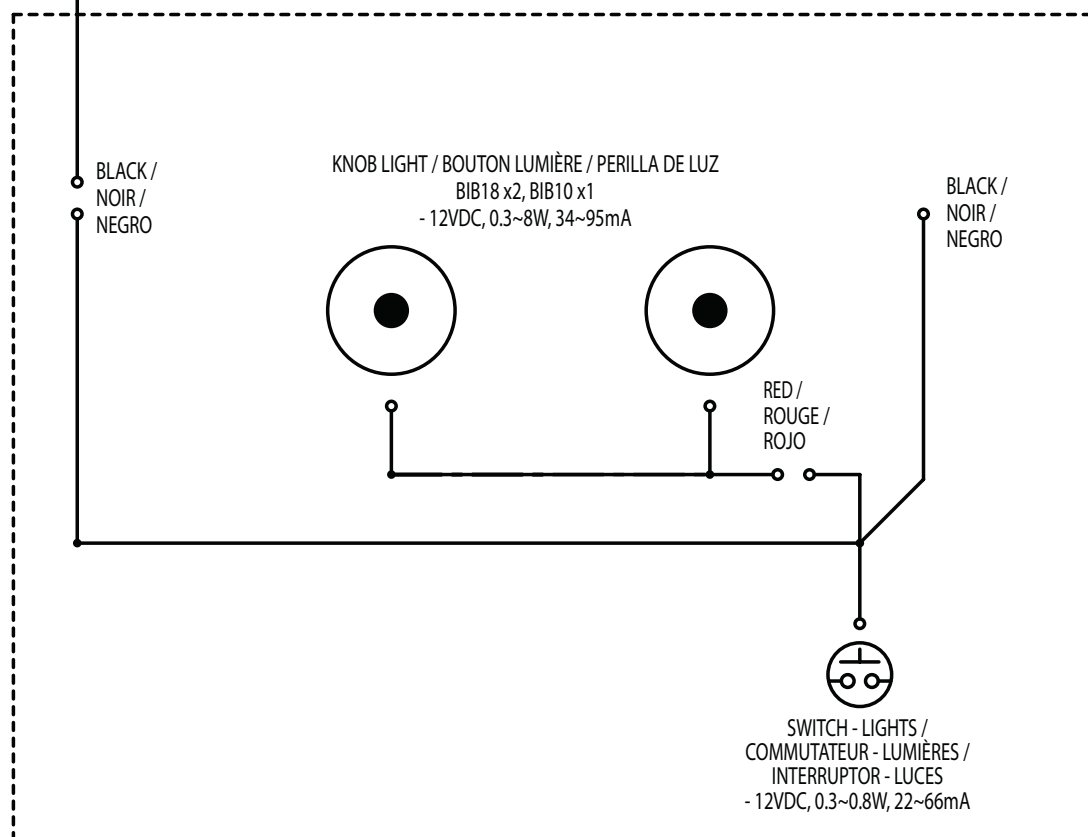 BLACK /
NOIR /
NEGRO
KNOB LIGHT / BOUTON LUMIÈRE / PERILLA DE LUZ
BIB18 x2, BIB10 x1
- 12VDC, 0.3~8W, 34~95mA
BLACK /
NOIR /
NEGRO
RED /
ROUGE /
ROJO
SWITCH - LIGHTS /
COMMUTATEUR - LUMIÈRES /
INTERRUPTOR - LUCES
- 12VDC, 0.3~0.8W, 22~66mA